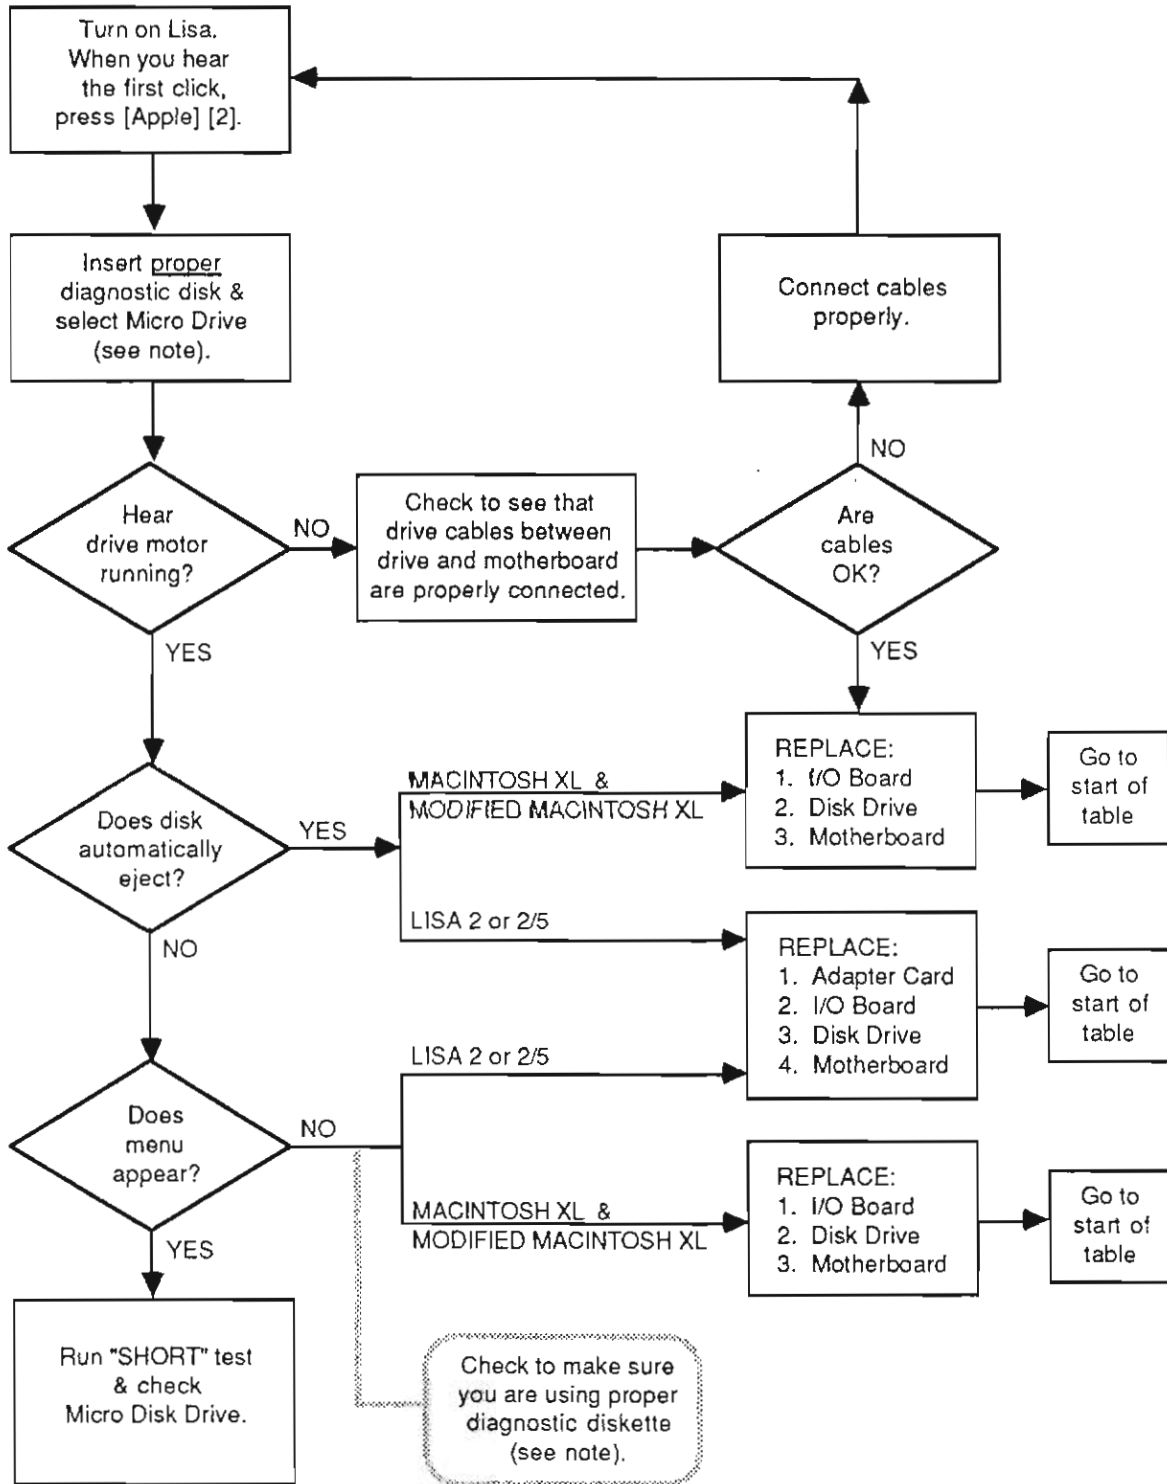 Turn on Lisa.
When you hear
the first click,
press [Apple] [2].
Insert proper
diagnostic disk &
select Micro Drive
(see note).
Connect cables
properly.
NO
Hear
drive motor
running?
NO
Check to see that
drive cables between
drive and motherboard
are properly connected.
Are
cables
OK?
YES
YES
Does disk
automatically
eject?
YES
MACINTOSH XL &
MODIFIED MACINTOSH XL
REPLACE:
1. I/O Board
2. Disk Drive
3. Motherboard
Go to
start of
table
LISA 2 or 2/5
NO
REPLACE:
1. Adapter Card
2. I/O Board
3. Disk Drive
4. Motherboard
Go to
start of
table
LISA 2 or 2/5
Does
menu
appear?
NO
MACINTOSH XL &
MODIFIED MACINTOSH XL
REPLACE:
1. I/O Board
2. Disk Drive
3. Motherboard
Go to
start of
table
YES
Run "SHORT" test
& check
Micro Disk Drive.
Check to make sure
you are using proper
diagnostic diskette
(see note).